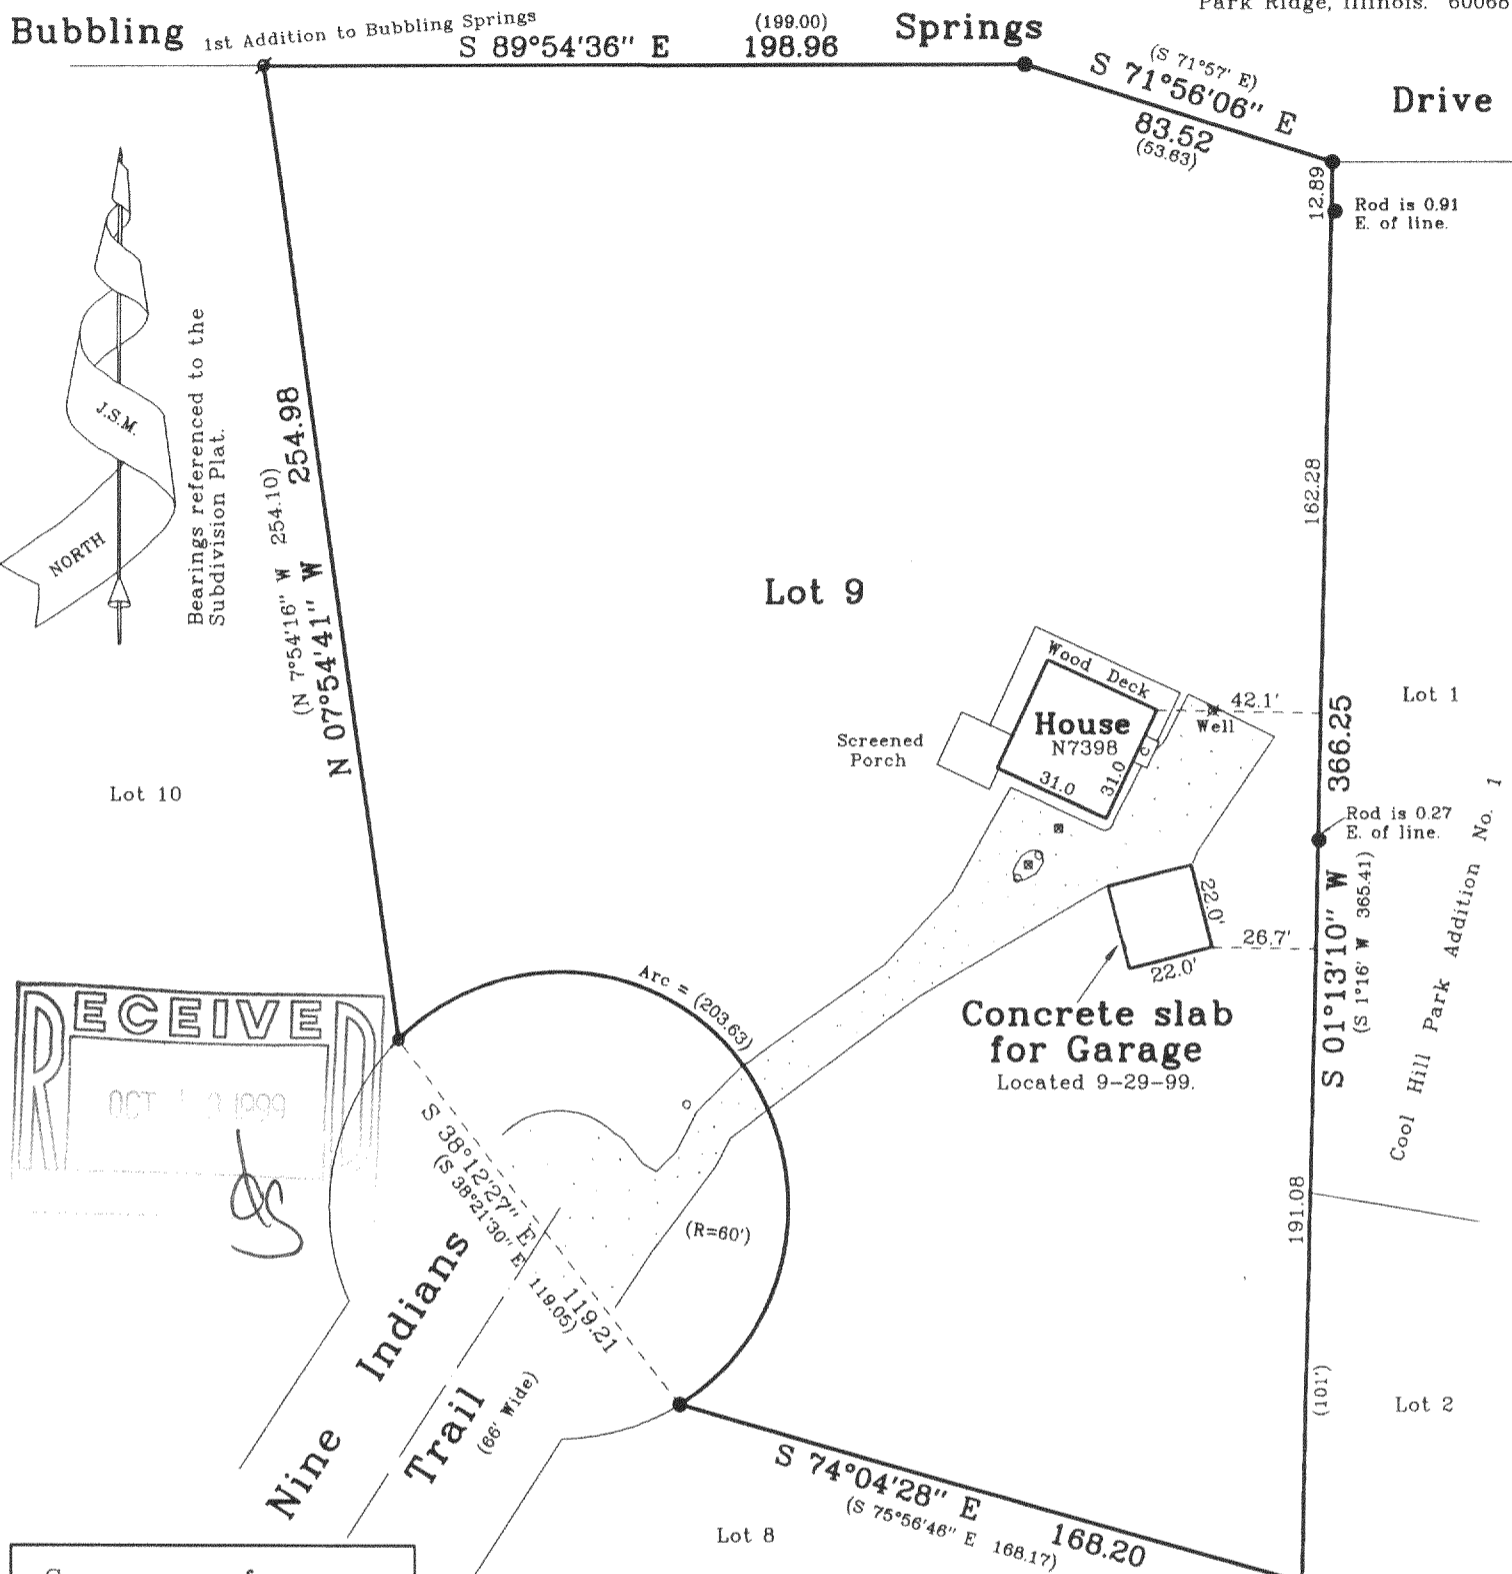 Park Ridge, Illinois. 60068
Bubbling
1st Addition to Bubbling Springs
S 89°54'36" E
(199.00)
198.96
Springs
(S 71°57' E)
S 71°56'06" E
83.52
(53.63)
Drive
12.89
Rod is 0.91
E. of line.
J.S.M.
NORTH
Bearings referenced to the
Subdivision Plat.
254.98
(N 7°54'16" W 254.10)
N 07°54'41" W
162.28
Lot 9
Wood Deck
House
N7398
31.0
31.0
C
Well
42.1'
Screened
Porch
366.25
Lot 1
Lot 10
Rod is 0.27
E. of line.
22.0'
22.0'
26.7'
S 01°13'10" W
(S 1°16' W 365.41)
Cool Hill Park Addition No. 1
Concrete slab
for Garage
Located 9-29-99.
RECEIVED
OCT 1999
Arc = (203.63)
S 38°12'27" E
119.21
(S 38°21'30" E 119.05)
(R=60')
191.08
Nine Indians
Trail
(66' Wide)
(101')
Lot 2
S 74°04'28" E
168.20
(S 75°56'46" E 168.17)
Lot 8